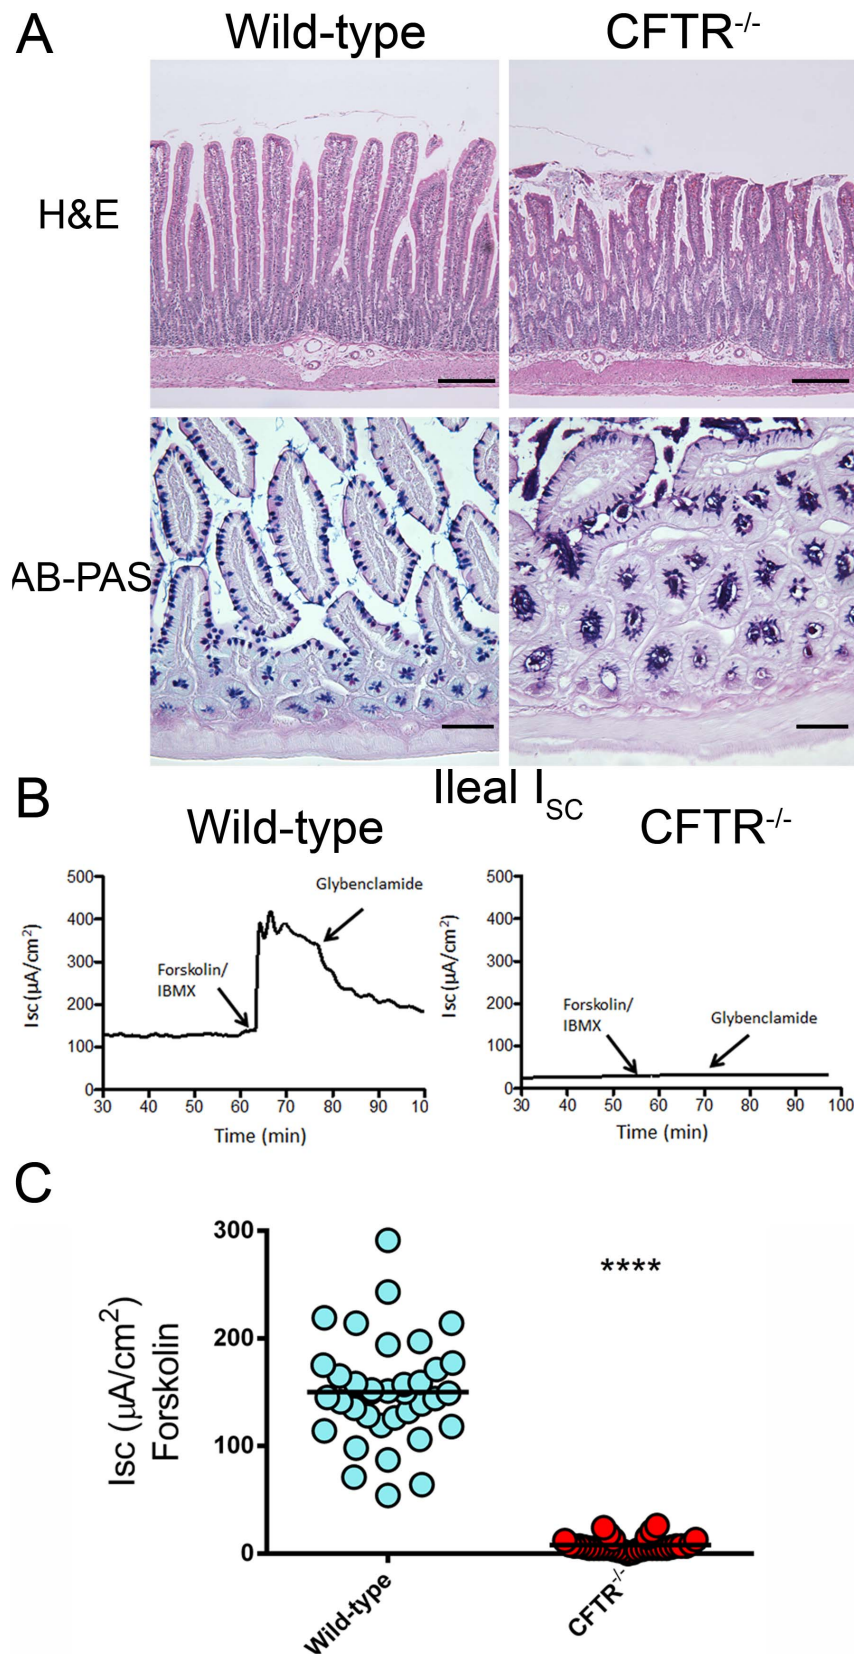 A
Wild-type
CFTR-/-
H&E
AB-PAS
B
Ileal ISC
Wild-type
CFTR-/-
500
400
300
200
100
0
Isc (µA/cm2)
Glybenclamide
Forskolin/
IBMX
30 40 50 60 70 80 90 10
Time (min)
500
400
300
200
100
0
Isc (µA/cm2)
Forskolin/
IBMX
Glybenclamide
30 40 50 60 70 80 90 100
Time (min)
C
300
200
100
0
Isc (µA/cm2)
Forskolin
****
Wild-type
CFTR-/-